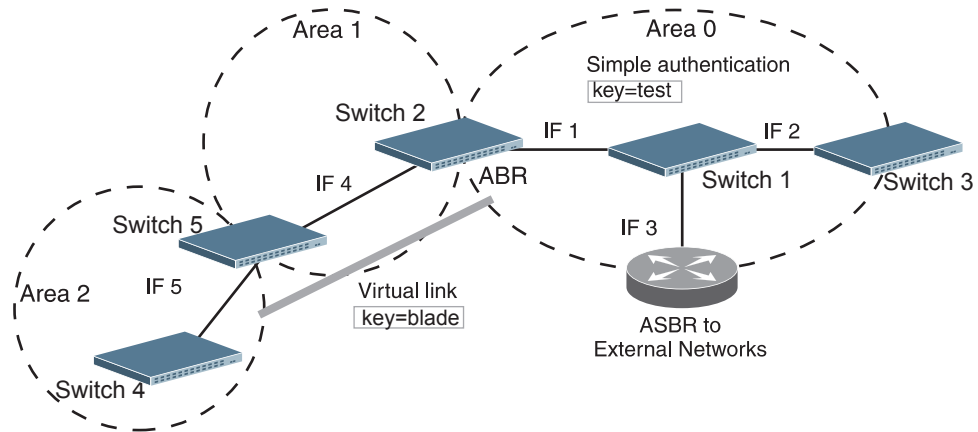 Area 1
Area 0
Simple authentication
key=test
Switch 2
IF 1
IF 2
ABR
Switch 1
Switch 3
IF 4
Switch 5
IF 3
Area 2
IF 5
Virtual link
key=blade
ASBR to
External Networks
Switch 4